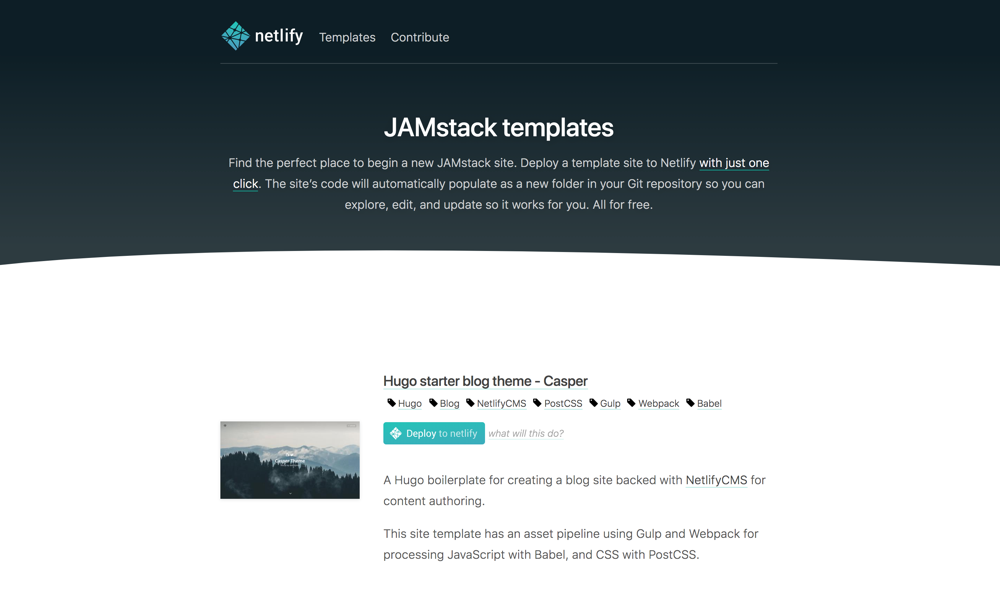 netlify Templates Contribute
JAMstack templates
Find the perfect place to begin a new JAMstack site. Deploy a template site to Netlify with just one
click. The site’s code will automatically populate as a new folder in your Git repository so you can
explore, edit, and update so it works for you. All for free.
Hugo starter blog theme - Casper
Hugo Blog NetlifyCMS PostCSS Gulp Webpack Babel
Deploy to netlify what will this do?
Casper Theme
A Hugo boilerplate for creating a blog site backed with NetlifyCMS for
content authoring.
This site template has an asset pipeline using Gulp and Webpack for
processing JavaScript with Babel, and CSS with PostCSS.